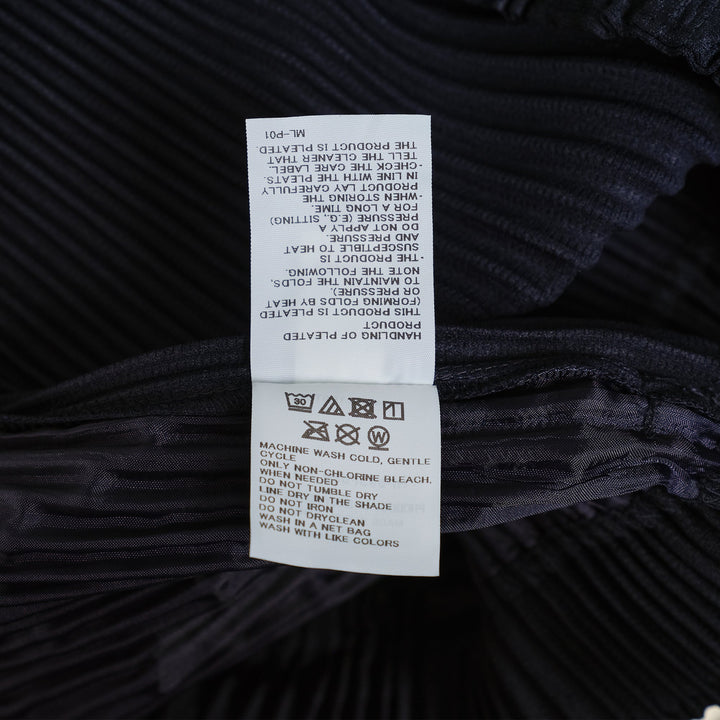 HANDLING OF PLEATED
PRODUCT
THIS PRODUCT IS PLEATED
(FORMING FOLDS BY HEAT
OR PRESSURE).
TO MAINTAIN THE FOLDS,
NOTE THE FOLLOWING.
・THE PRODUCT IS
SUSCEPTIBLE TO HEAT
AND PRESSURE.
DO NOT APPLY A
PRESSURE (E.G., SITTING)
FOR A LONG TIME.
・WHEN STORING THE
PRODUCT LAY CAREFULLY
IN LINE WITH THE PLEATS.
・CHECK THE CARE LABEL.
TELL THE CLEANER THAT
THE PRODUCT IS PLEATED.
ML-P01
30
W
MACHINE WASH COLD, GENTLE
CYCLE
ONLY NON-CHLORINE BLEACH,
WHEN NEEDED
DO NOT TUMBLE DRY
LINE DRY IN THE SHADE
DO NOT IRON
DO NOT DRYCLEAN
WASH IN A NET BAG
WASH WITH LIKE COLORS